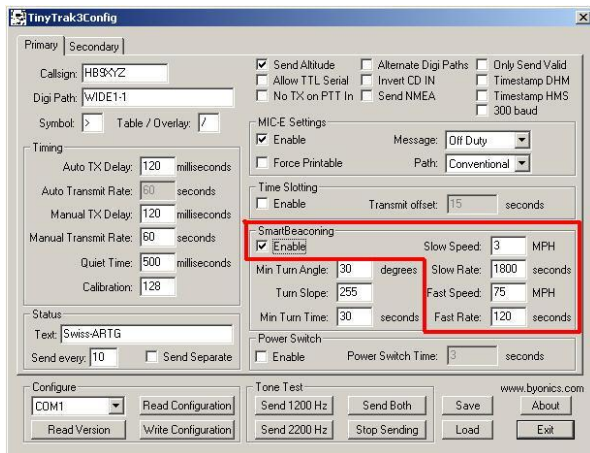 TinyTrak3Config
Primary Secondary
Callsign: HB9XYZ
Digi Path: WIDE1-1
Symbol: > Table / Overlay: /
Send Altitude Alternate Digi Paths Only Send Valid
Allow TTL Serial Invert CD IN Timestamp DHM
No TX on PTT In Send NMEA Timestamp HMS
300 baud
MIC-E Settings
Enable Message: Off Duty
Force Printable Path: Conventional
Timing
Auto TX Delay: 120 milliseconds
Auto Transmit Rate: 60 seconds
Manual TX Delay: 120 milliseconds
Manual Transmit Rate: 60 seconds
Quiet Time: 500 milliseconds
Calibration: 128
Time Slotting
Enable Transmit offset: 15 seconds
SmartBeaconing
Enable Slow Speed: 3 MPH
Min Turn Angle: 30 degrees Slow Rate: 1800 seconds
Turn Slope: 255 Fast Speed: 75 MPH
Min Turn Time: 30 seconds Fast Rate: 120 seconds
Status
Text: Swiss-ARTG
Send every: 10 Send Separate
Power Switch
Enable Power Switch Time: 3 seconds
Configure
COM1 Read Configuration
Read Version Write Configuration
Tone Test
Send 1200 Hz Send Both
Send 2200 Hz Stop Sending
www.byonics.com
Save About
Load Exit